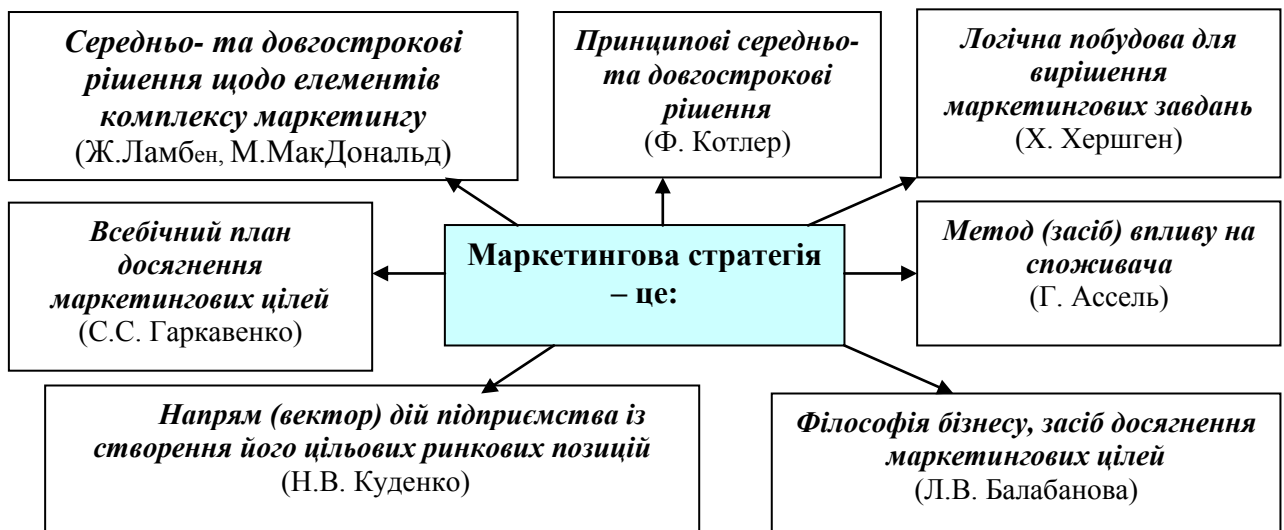 Середньо- та довгострокові
рішення щодо елементів
комплексу маркетингу
(Ж.Ламбен, М.МакДональд)
Принципові середньо-
та довгострокові
рішення
(Ф. Котлер)
Логічна побудова для
вирішення
маркетингових завдань
(Х. Хершген)
Всебічний план
досягнення
маркетингових цілей
(С.С. Гаркавенко)
Маркетингова стратегія
– це:
Метод (засіб) впливу на
споживача
(Г. Ассель)
Напрям (вектор) дій підприємства із
створення його цільових ринкових позицій
(Н.В. Куденко)
Філософія бізнесу, засіб досягнення
маркетингових цілей
(Л.В. Балабанова)